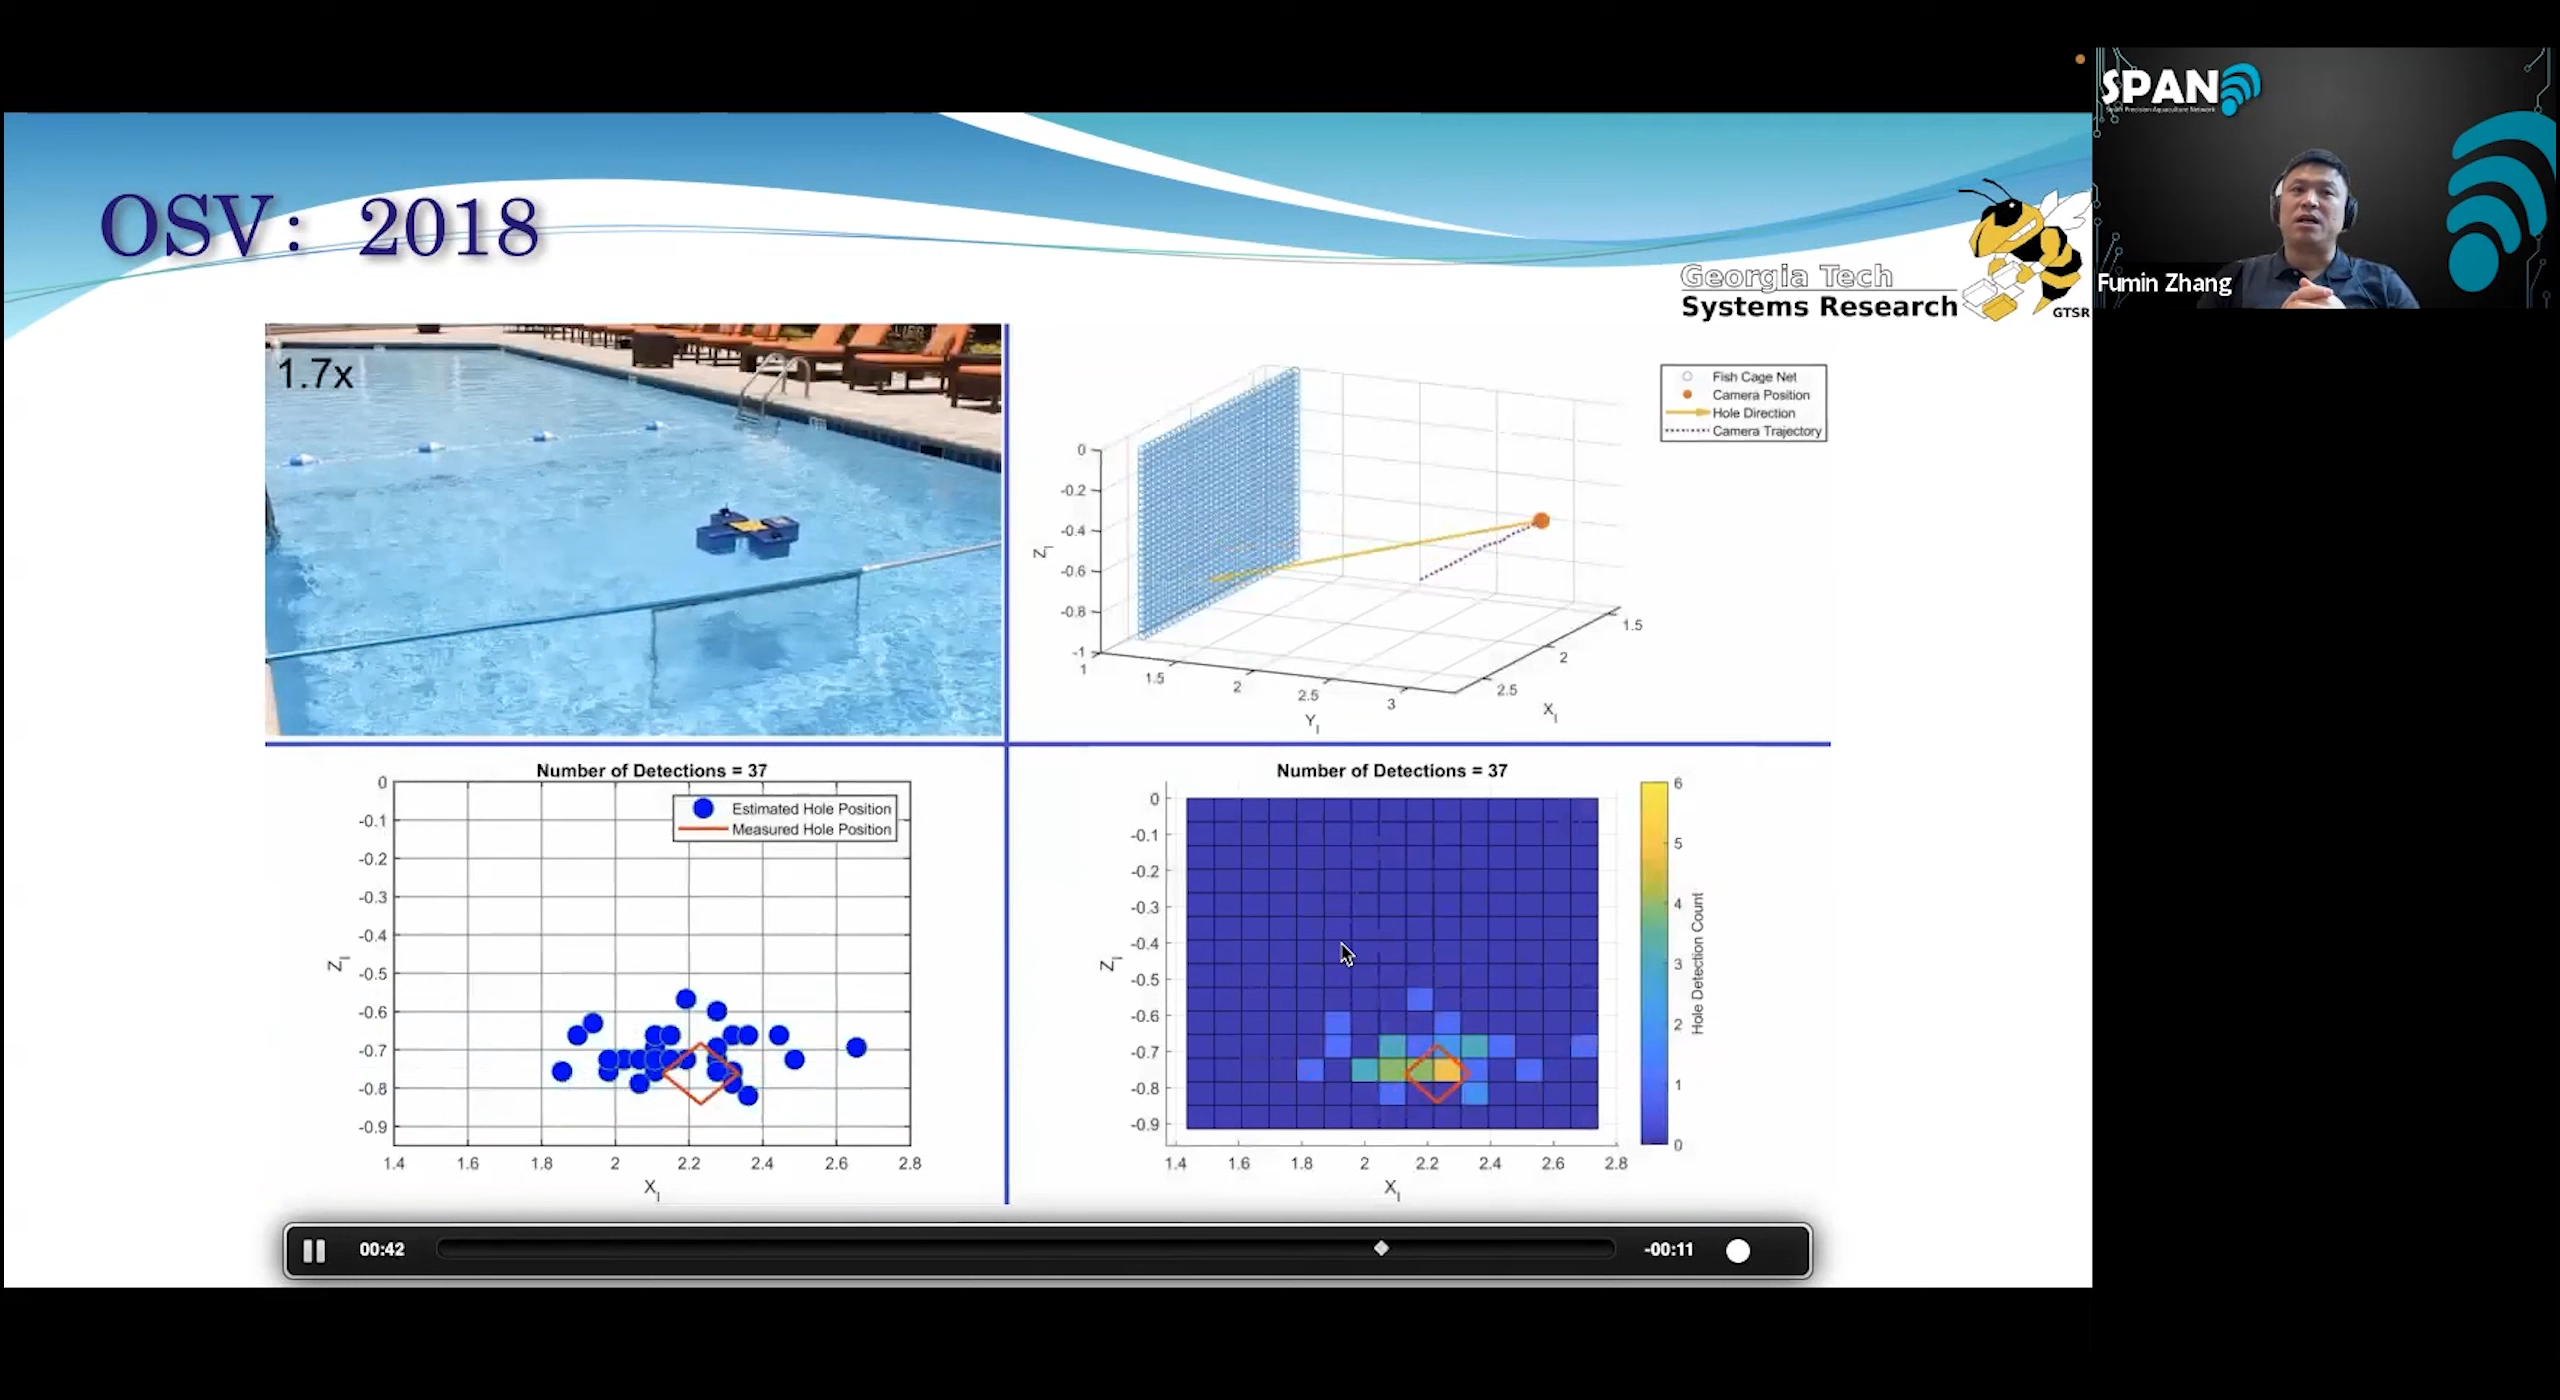 SPAN
Smart Precision Aquaculture Network
Fumin Zhang
OSV: 2018
Georgia Tech
Systems Research
GTSR
1.7x
Fish Cage Net
Camera Position
Hole Direction
Camera Trajectory
0
-0.2
-0.4
-0.6
-0.8
-1
Z_I
1
1.5
2
2.5
3
Y_I
1.5
2
2.5
X_I
Number of Detections = 37
Estimated Hole Position
Measured Hole Position
0
-0.1
-0.2
-0.3
-0.4
-0.5
-0.6
-0.7
-0.8
-0.9
Z_I
1.4 1.6 1.8 2 2.2 2.4 2.6 2.8
X_I
Number of Detections = 37
0
-0.1
-0.2
-0.3
-0.4
-0.5
-0.6
-0.7
-0.8
-0.9
Z_I
1.4 1.6 1.8 2 2.2 2.4 2.6 2.8
X_I
6
5
4
3
2
1
0
Hole Detection Count
00:42
-00:11